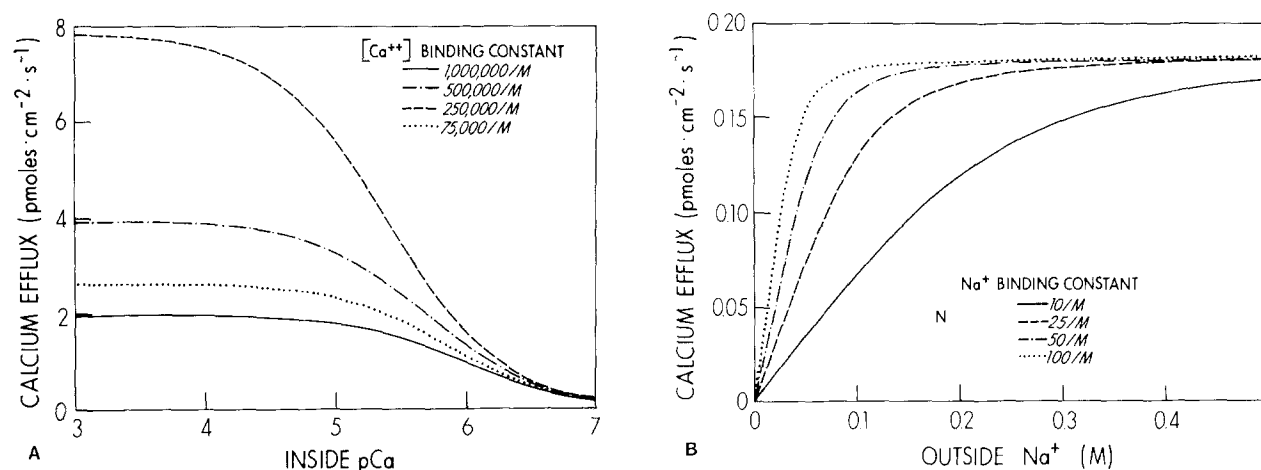 8
6
4
2
0
CALCIUM EFFLUX (pmoles·cm⁻²·s⁻¹)
[Ca⁺⁺] BINDING CONSTANT
1,000,000/M
500,000/M
250,000/M
75,000/M
3 4 5 6 7
A
INSIDE pCa
0.20
0.15
0.10
0.05
0
CALCIUM EFFLUX (pmoles·cm⁻²·s⁻¹)
N
Na⁺ BINDING CONSTANT
10/M
25/M
50/M
100/M
0 0.1 0.2 0.3 0.4
B
OUTSIDE Na⁺ (M)